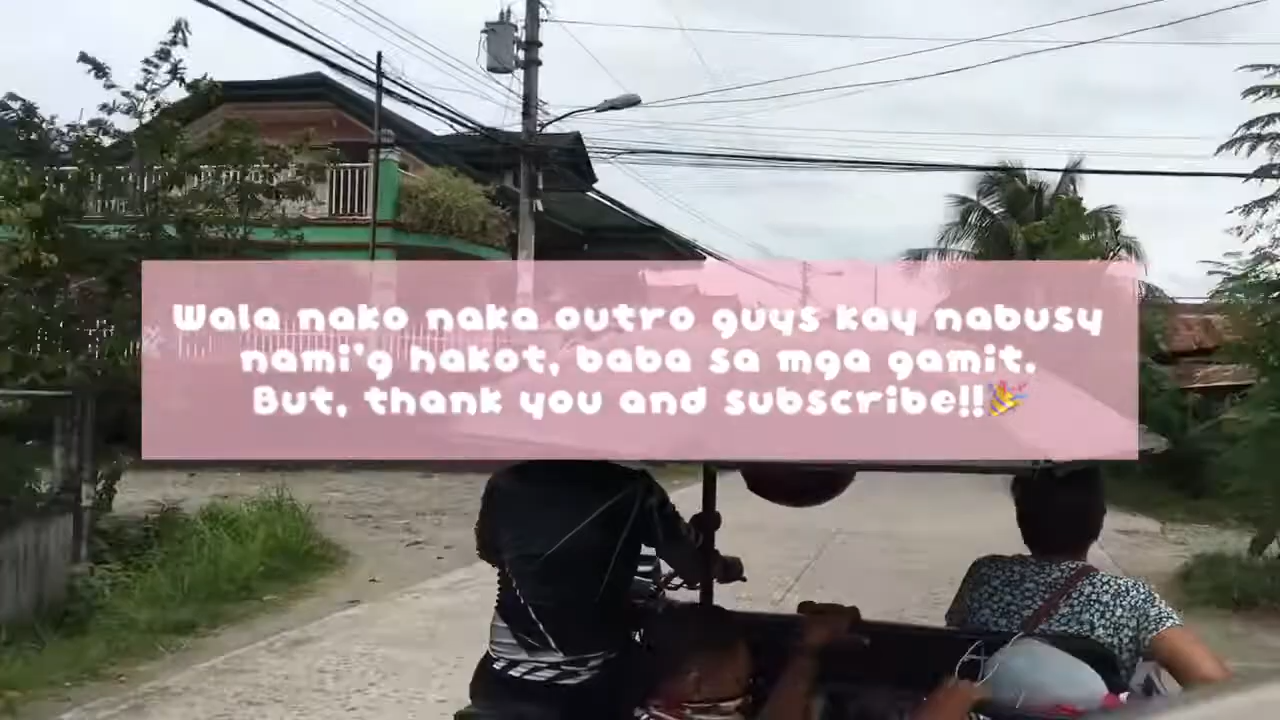 Wala nako naka outro guys kay nabusy
nami'g hakot, baba sa mga gamit.
But, thank you and subscribe!!🎉